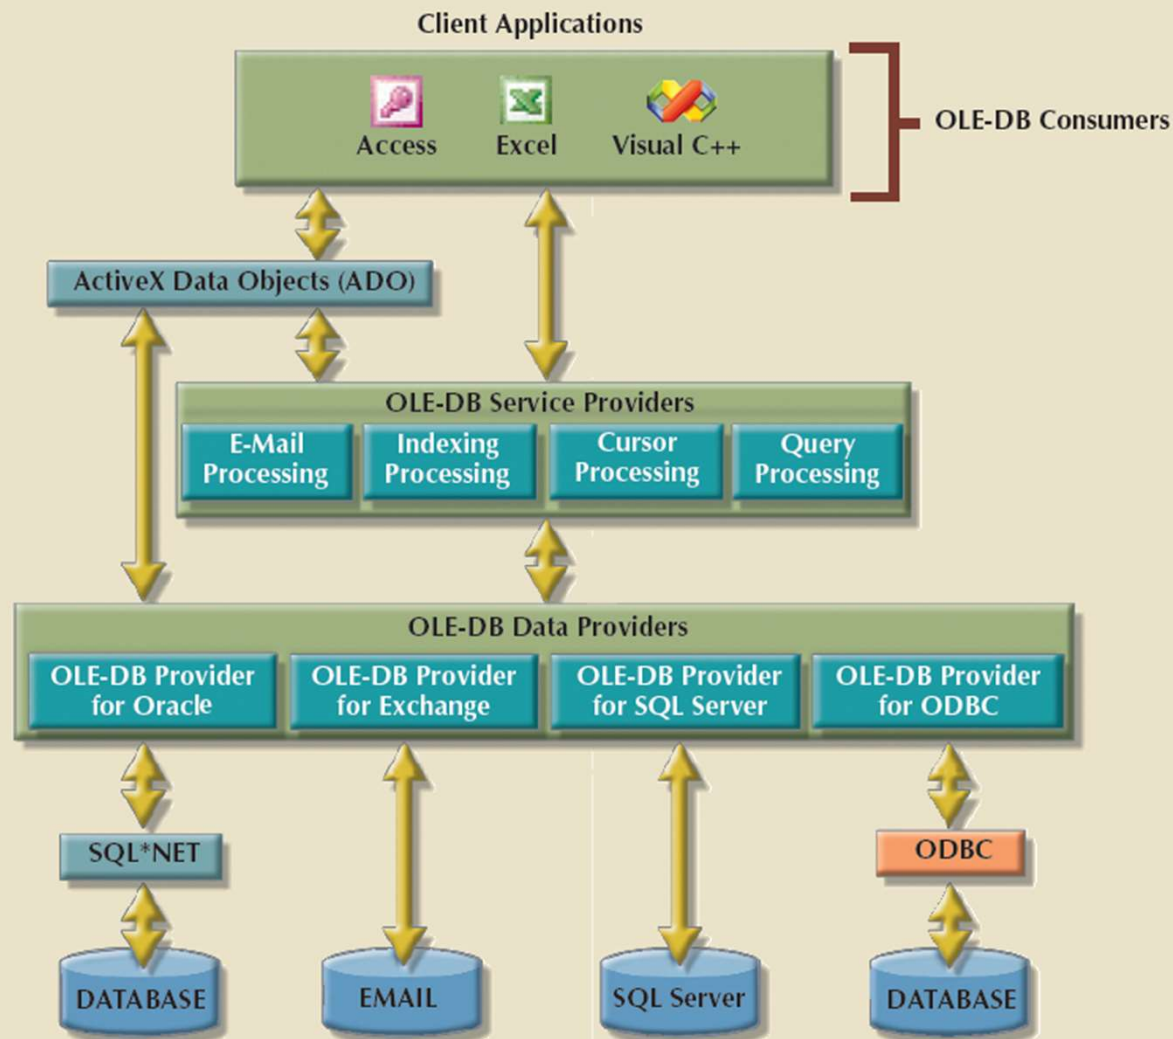 Client Applications
Access
Excel
Visual C++
OLE-DB Consumers
ActiveX Data Objects (ADO)
OLE-DB Service Providers
E-Mail
Processing
Indexing
Processing
Cursor
Processing
Query
Processing
OLE-DB Data Providers
OLE-DB Provider
for Oracle
OLE-DB Provider
for Exchange
OLE-DB Provider
for SQL Server
OLE-DB Provider
for ODBC
SQL*NET
ODBC
DATABASE
EMAIL
SQL Server
DATABASE